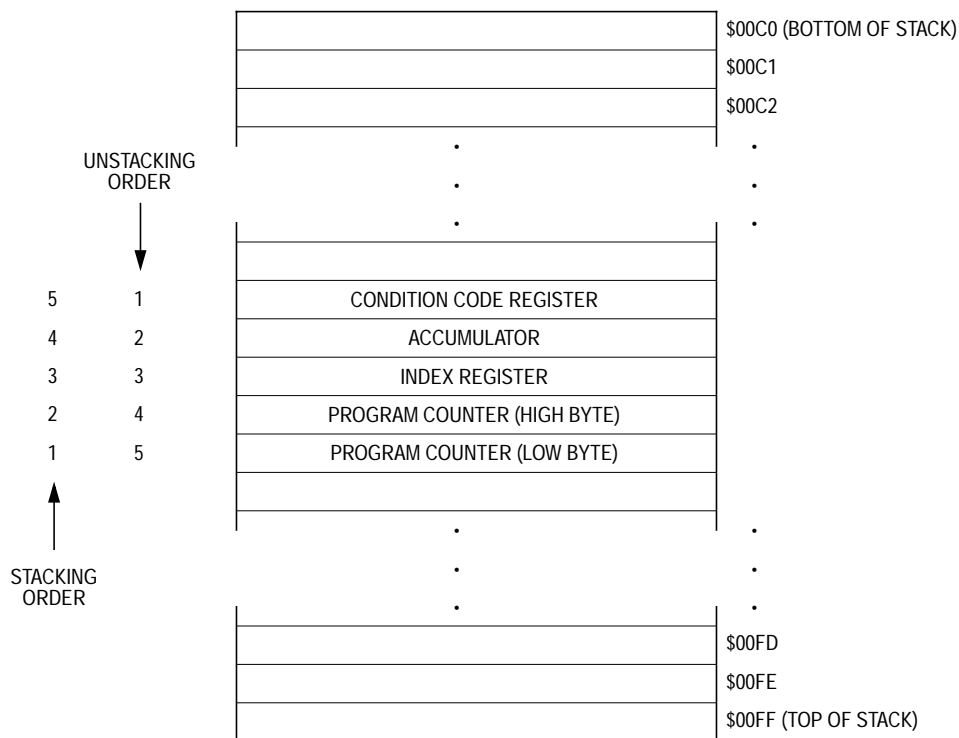 $00C0 (BOTTOM OF STACK)
$00C1
$00C2
UNSTACKING
ORDER
5 1 CONDITION CODE REGISTER
4 2 ACCUMULATOR
3 3 INDEX REGISTER
2 4 PROGRAM COUNTER (HIGH BYTE)
1 5 PROGRAM COUNTER (LOW BYTE)
STACKING
ORDER
$00FD
$00FE
$00FF (TOP OF STACK)